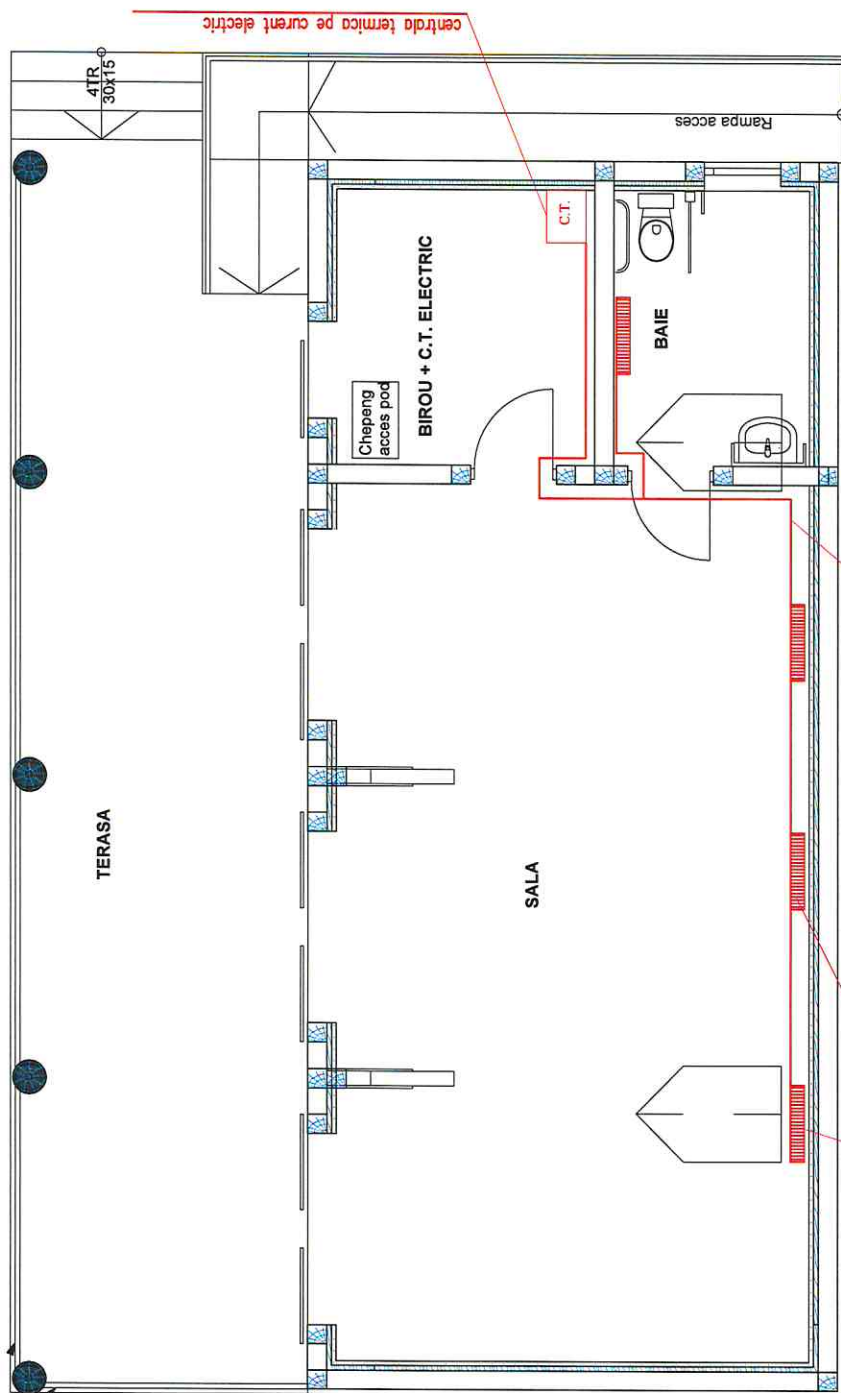 centrala termica pe curent electric
4TR
30x15
Rampa acces
C.T.
BIROU + C.T. ELECTRIC
Chepeng
acces pod
BAIE
TERASA
SALA